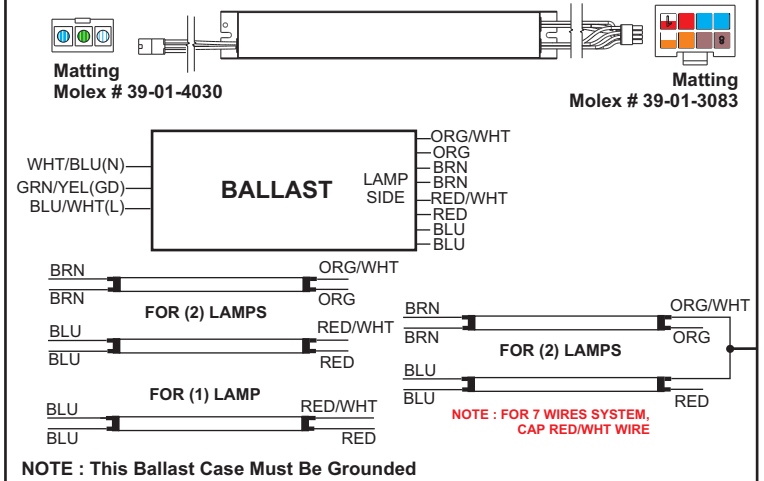 Matting
Molex # 39-01-4030
Matting
Molex # 39-01-3083
WHT/BLU(N)
GRN/YEL(GD)
BLU/WHT(L)
BALLAST
LAMP
SIDE
ORG/WHT
ORG
BRN
BRN
RED/WHT
RED
BLU
BLU
BRN
BRN
ORG/WHT
ORG
FOR (2) LAMPS
BLU
BLU
RED/WHT
RED
FOR (1) LAMP
BLU
BLU
RED/WHT
RED
BRN
BRN
ORG/WHT
ORG
FOR (2) LAMPS
BLU
BLU
RED
NOTE : FOR 7 WIRES SYSTEM,
CAP RED/WHT WIRE
NOTE : This Ballast Case Must Be Grounded